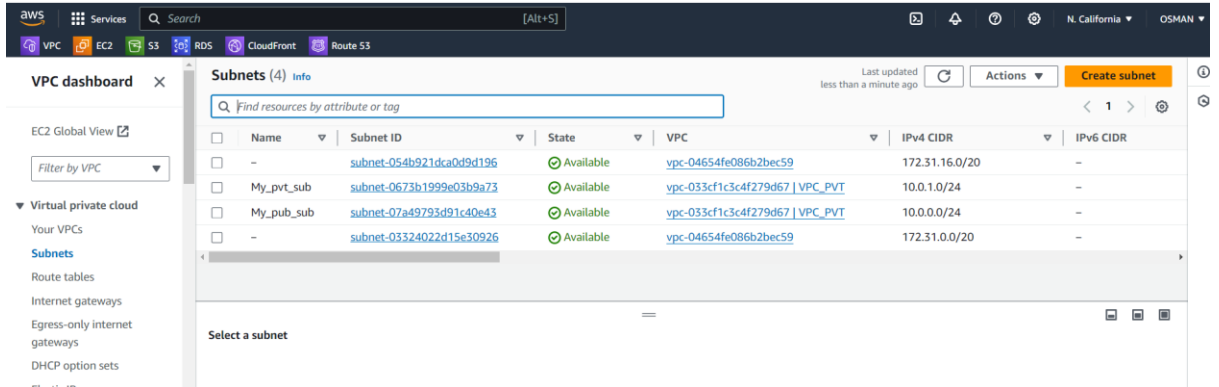 aws Services Search [Alt+S] N. California ▼ OSMAN ▼
VPC EC2 S3 RDS CloudFront Route 53
VPC dashboard
EC2 Global View
Filter by VPC
Virtual private cloud
Your VPCs
Subnets
Route tables
Internet gateways
Egress-only internet
gateways
DHCP option sets
Subnets (4) Info
Last updated
less than a minute ago
Actions ▼ Create subnet
Find resources by attribute or tag
1
Name Subnet ID State VPC IPv4 CIDR IPv6 CIDR
– subnet-054b921dca0d9d196 Available vpc-04654fe086b2bec59 172.31.16.0/20 –
My_pvt_sub subnet-0673b1999e03b9a73 Available vpc-033cf1c3c4f279d67 | VPC_PVT 10.0.1.0/24 –
My_pub_sub subnet-07a49793d91c40e43 Available vpc-033cf1c3c4f279d67 | VPC_PVT 10.0.0.0/24 –
– subnet-03324022d15e30926 Available vpc-04654fe086b2bec59 172.31.0.0/20 –
Select a subnet